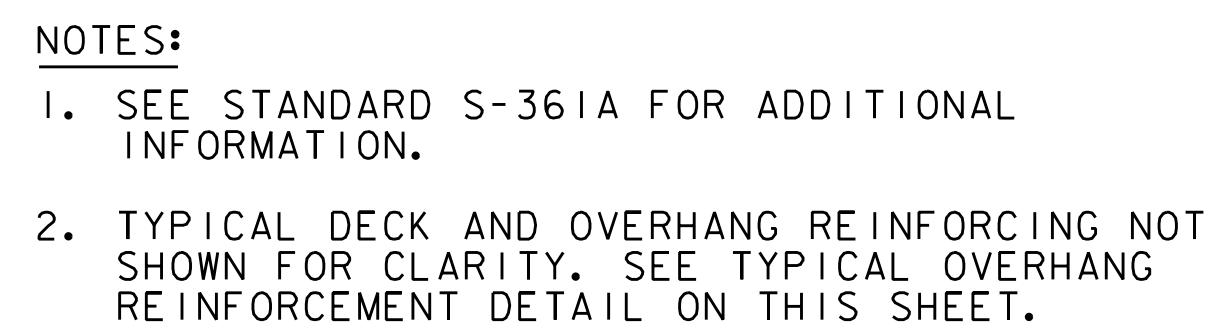 NOTES:
1. SEE STANDARD S-361A FOR ADDITIONAL
INFORMATION.
2. TYPICAL DECK AND OVERHANG REINFORCING NOT
SHOWN FOR CLARITY. SEE TYPICAL OVERHANG
REINFORCEMENT DETAIL ON THIS SHEET.